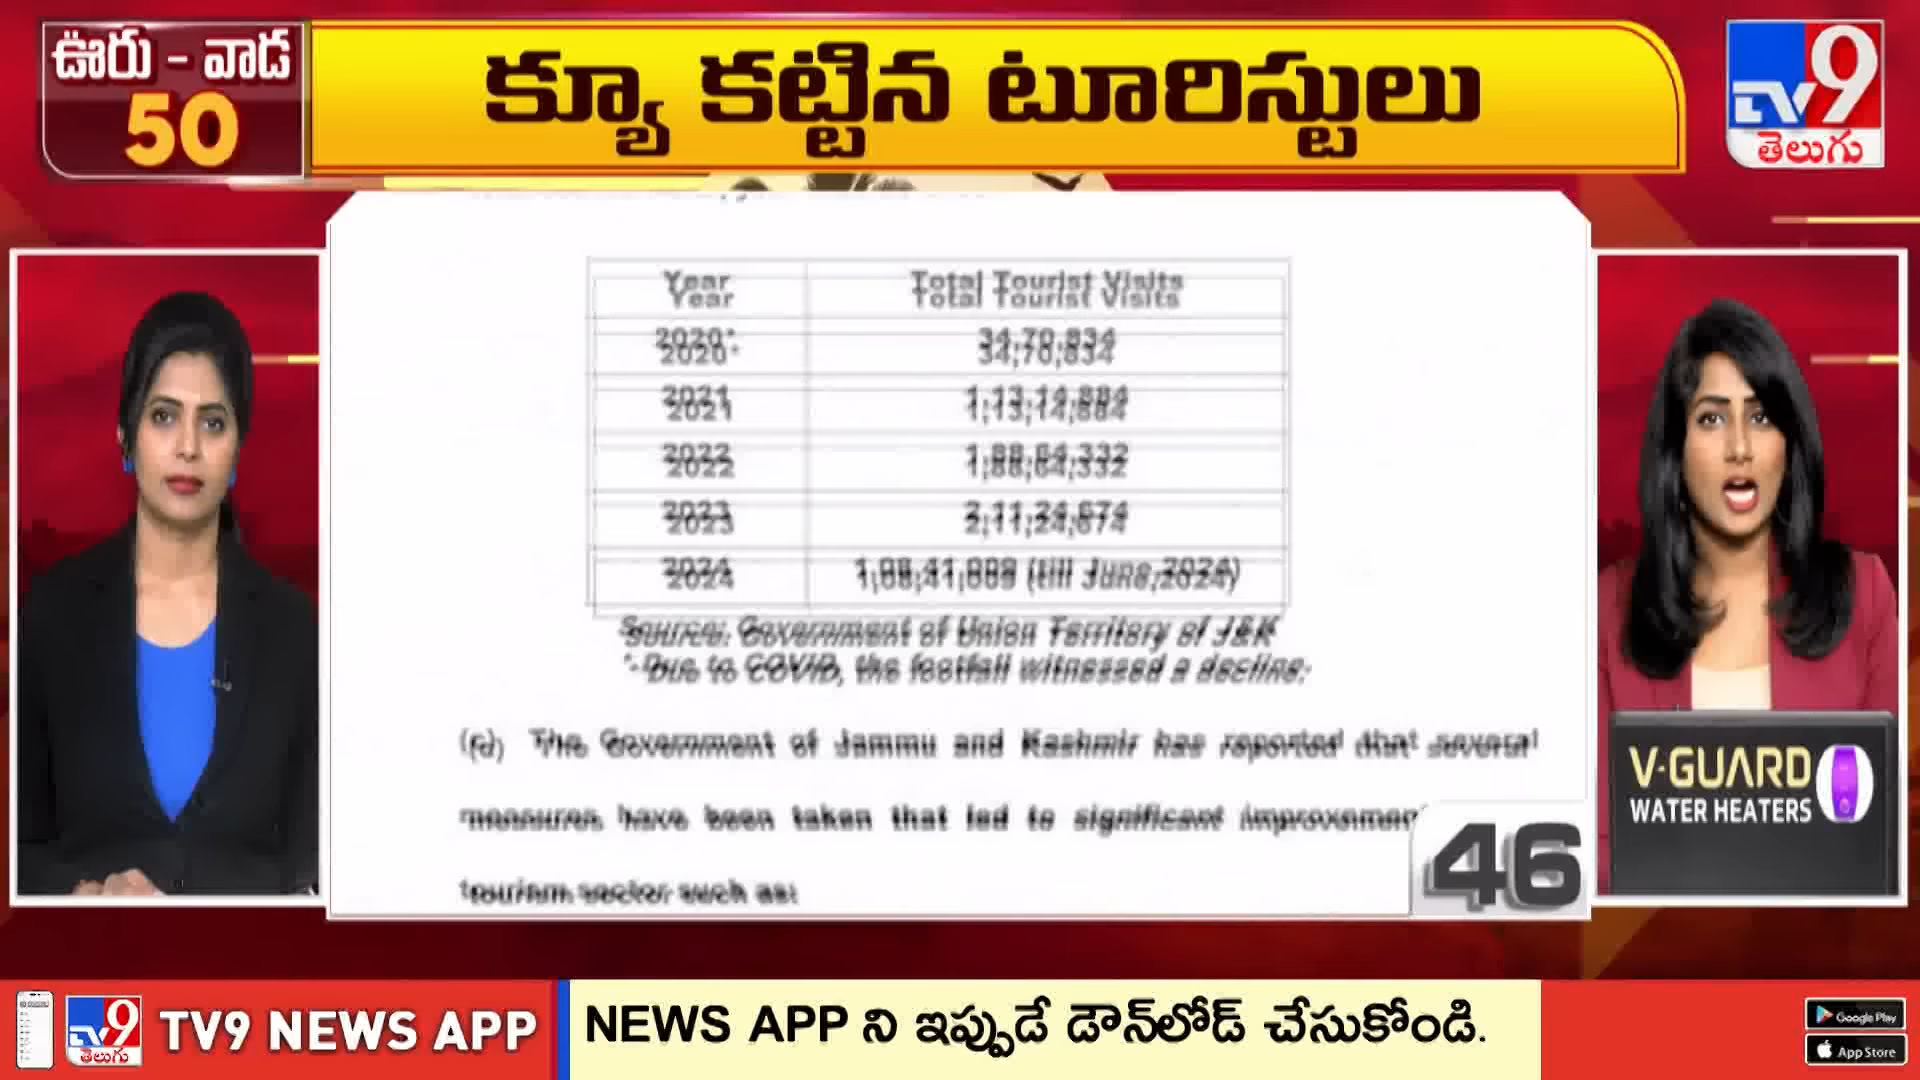 ఊరు - వాడ
50
క్యూ కట్టిన టూరిస్టులు
TV9
తెలుగు
Year Total Tourist Visits
2020* 34,70,834
2021 1,13,14,884
2022 1,88,64,332
2023 2,11,24,674
2024 1,08,41,009 (till June,2024)
Source: Government of Union Territory of J&K
*-Due to COVID, the footfall witnessed a decline.
The Government of Jammu and Kashmir has reported that several
measures have been taken that led to significant
tourism sector such as:
46
V-GUARD
WATER HEATERS
TV9
తెలుగు
TV9 NEWS APP
NEWS APP ని ఇప్పుడే డౌన్‌లోడ్ చేసుకోండి.
Google Play
App Store